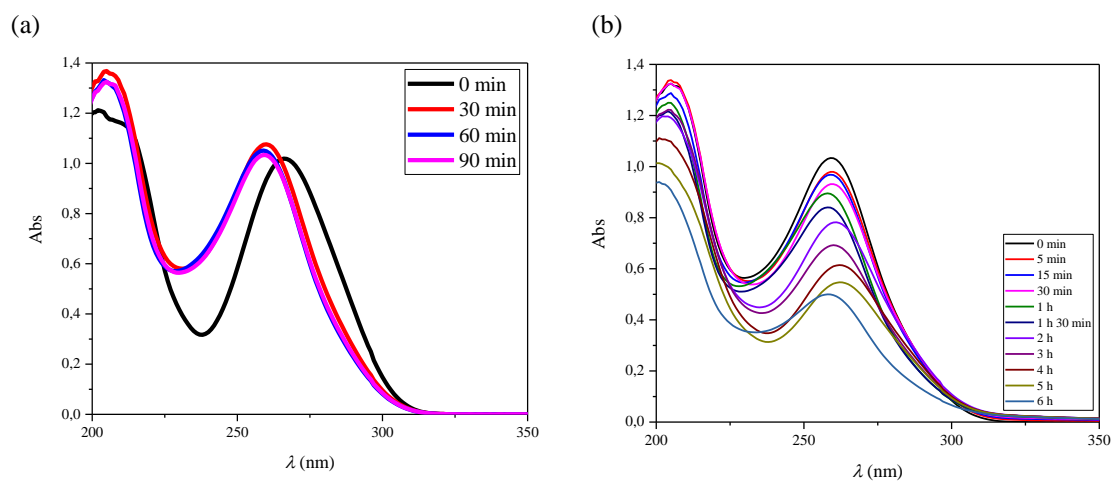 (a)
(b)
1,4
1,2
1,0
0,8
0,6
0,4
0,2
0,0
Abs
200
250
300
350
λ (nm)
0 min
30 min
60 min
90 min
1,4
1,2
1,0
0,8
0,6
0,4
0,2
0,0
Abs
200
250
300
350
λ (nm)
0 min
5 min
15 min
30 min
1 h
1 h 30 min
2 h
3 h
4 h
5 h
6 h